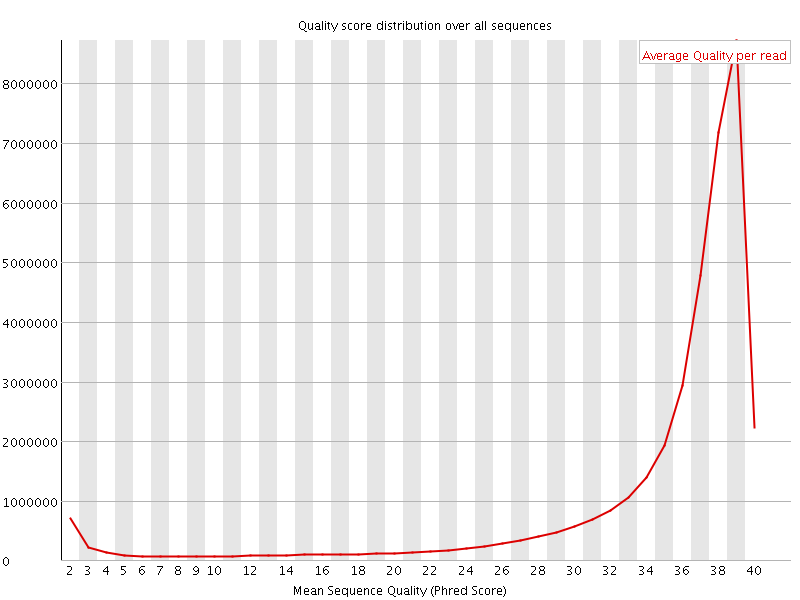 Quality score distribution over all sequences
Average Quality per read
8000000
7000000
6000000
5000000
4000000
3000000
2000000
1000000
0
2 3 4 5 6 7 8 9 10 12 14 16 18 20 22 24 26 28 30 32 34 36 38 40
Mean Sequence Quality (Phred Score)